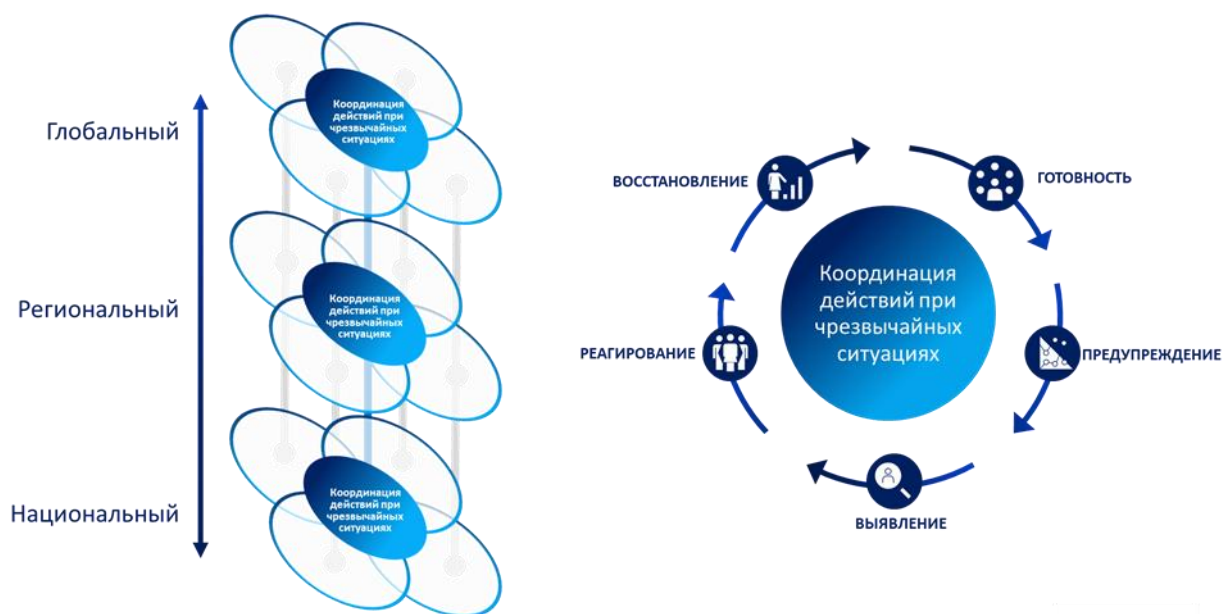 Глобальный
Координация
действий при
чрезвычайных
ситуациях
Региональный
Координация
действий при
чрезвычайных
ситуациях
Национальный
Координация
действий при
чрезвычайных
ситуациях
ВОССТАНОВЛЕНИЕ
ГОТОВНОСТЬ
Координация
действий при
чрезвычайных
ситуациях
РЕАГИРОВАНИЕ
ПРЕДУПРЕЖДЕНИЕ
ВЫЯВЛЕНИЕ